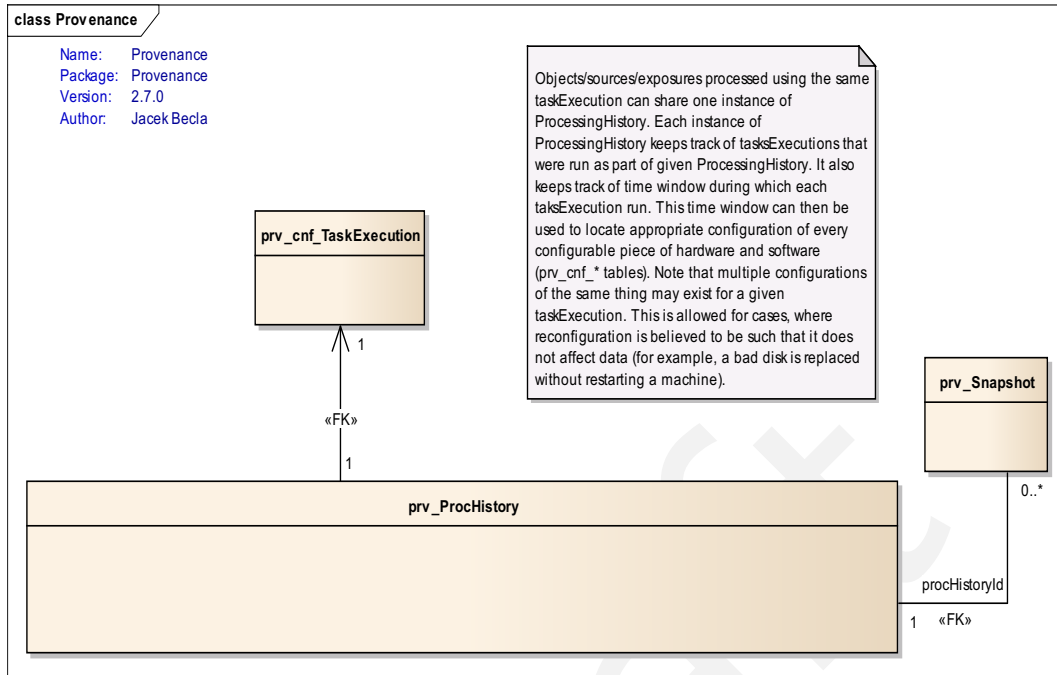 class Provenance
Name: Provenance
Package: Provenance
Version: 2.7.0
Author: Jacek Becla
Objects/sources/exposures processed using the same
taskExecution can share one instance of
ProcessingHistory. Each instance of
ProcessingHistory keeps track of tasksExecutions that
were run as part of given ProcessingHistory. It also
keeps track of time window during which each
taksExecution run. This time window can then be
used to locate appropriate configuration of every
configurable piece of hardware and software
(prv_cnf_* tables). Note that multiple configurations
of the same thing may exist for a given
taskExecution. This is allowed for cases, where
reconfiguration is believed to be such that it does
not affect data (for example, a bad disk is replaced
without restarting a machine).
prv_cnf_TaskExecution
1
«FK»
1
prv_Snapshot
0..*
prv_ProcHistory
procHistoryId
1 «FK»